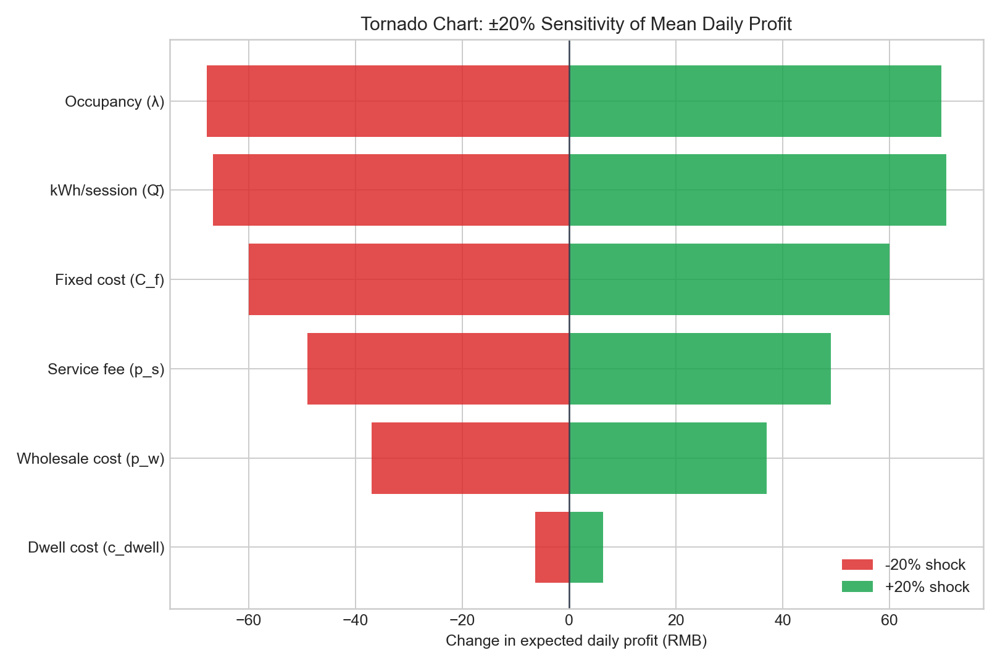 Tornado Chart: ±20% Sensitivity of Mean Daily Profit
Occupancy (λ)
kWh/session (Q̄)
Fixed cost (C_f)
Service fee (p_s)
Wholesale cost (p_w)
Dwell cost (c_dwell)
-20% shock
+20% shock
−60 −40 −20 0 20 40 60
Change in expected daily profit (RMB)